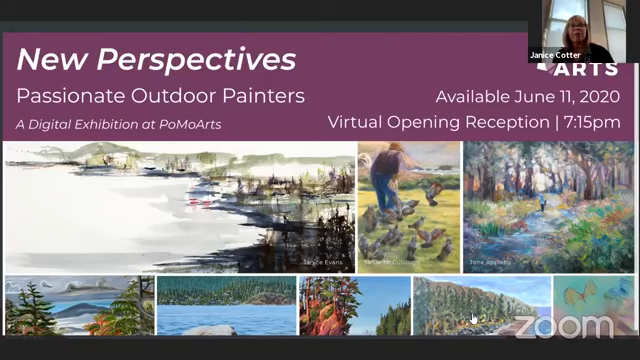 Janice Cotter
New Perspectives
ARTS
Passionate Outdoor Painters
Available June 11, 2020
A Digital Exhibition at PoMoArts
Virtual Opening Reception | 7:15pm
Janice Evans
Jane Appleby
zoom